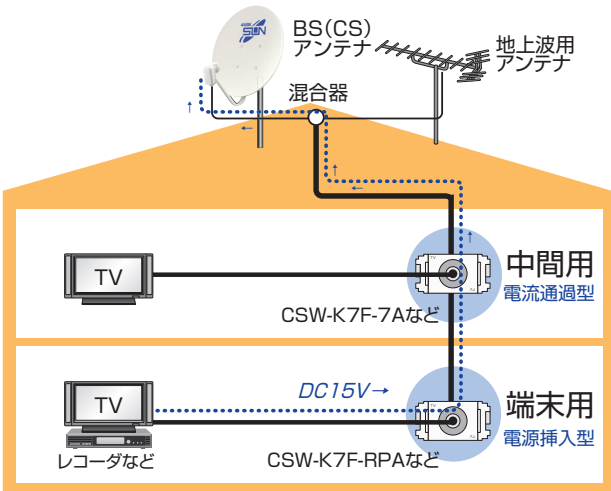 SUN
BS(CS)
アンテナ
地上波用
アンテナ
混合器
↑
←
↑
←
↑
TV
TV
中間用
電流通過型
CSW-K7F-7Aなど
TV
DC15V→
TV
端末用
電源挿入型
レコーダなど
CSW-K7F-RPAなど